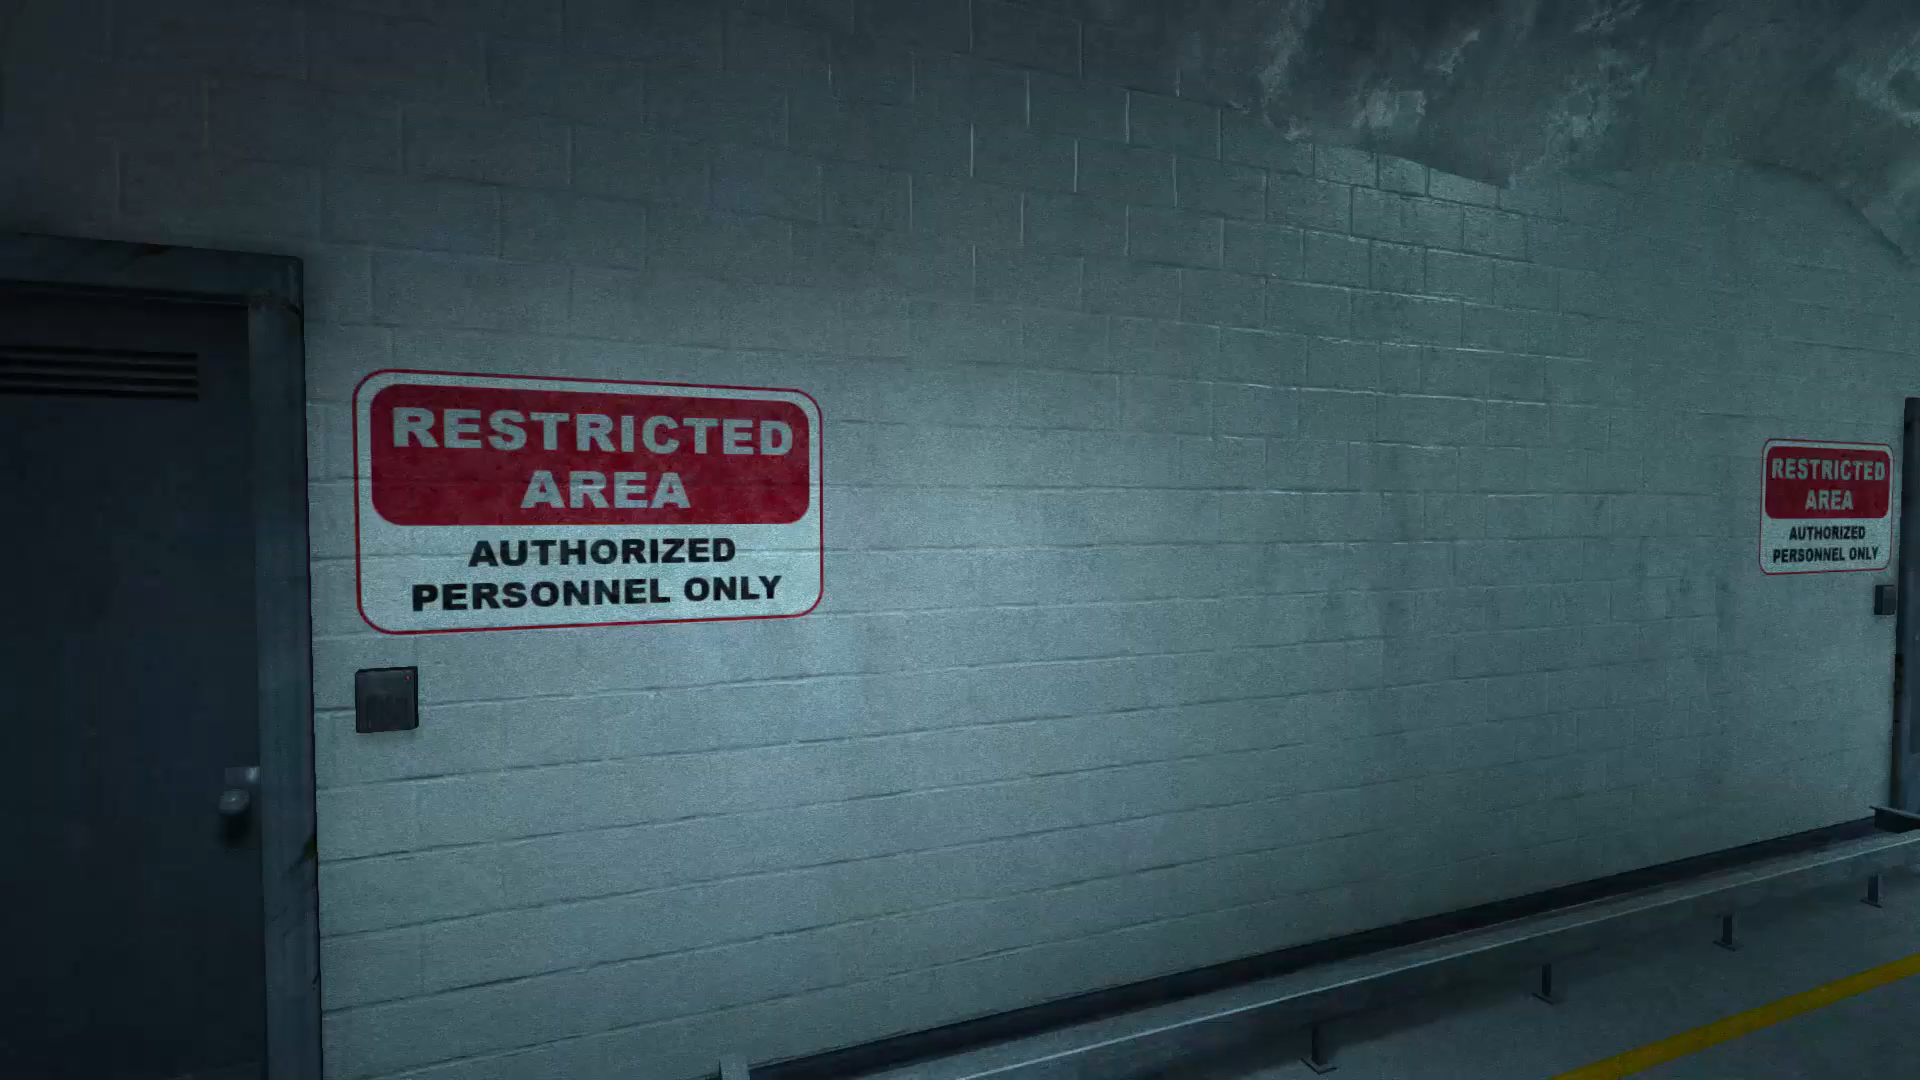 RESTRICTED
AREA
AUTHORIZED
PERSONNEL ONLY
RESTRICTED
AREA
AUTHORIZED
PERSONNEL ONLY